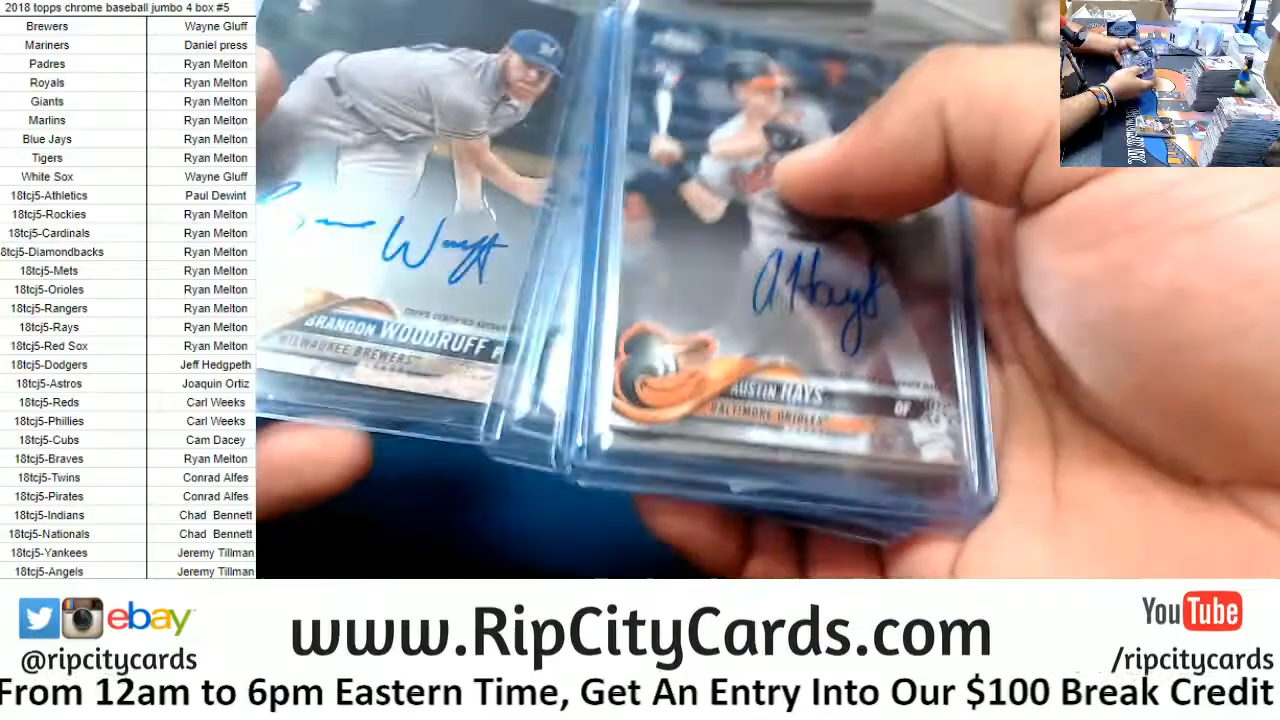 2018 topps chrome baseball jumbo 4 box #5
Brewers Wayne Gluff
Mariners Daniel press
Padres Ryan Melton
Royals Ryan Melton
Giants Ryan Melton
Marlins Ryan Melton
Blue Jays Ryan Melton
Tigers Ryan Melton
White Sox Wayne Gluff
18tcj5-Athletics Paul Dewint
18tcj5-Rockies Ryan Melton
18tcj5-Cardinals Ryan Melton
18tcj5-Diamondbacks Ryan Melton
18tcj5-Mets Ryan Melton
18tcj5-Orioles Ryan Melton
18tcj5-Rangers Ryan Melton
18tcj5-Rays Ryan Melton
18tcj5-Red Sox Ryan Melton
18tcj5-Dodgers Jeff Hedgpeth
18tcj5-Astros Joaquin Ortiz
18tcj5-Reds Carl Weeks
18tcj5-Phillies Carl Weeks
18tcj5-Cubs Cam Dacey
18tcj5-Braves Ryan Melton
18tcj5-Twins Conrad Alfes
18tcj5-Pirates Conrad Alfes
18tcj5-Indians Chad Bennett
18tcj5-Nationals Chad Bennett
18tcj5-Yankees Jeremy Tillman
18tcj5-Angels Jeremy Tillman
TOPPS CERTIFIED
BRANDON WOODRUFF P
MILWAUKEE BREWERS
A Hays
AUSTIN HAYS OF
BALTIMORE ORIOLES
ebay
@ripcitycards
www.RipCityCards.com
YouTube
/ripcitycards
From 12am to 6pm Eastern Time, Get An Entry Into Our $100 Break Credit